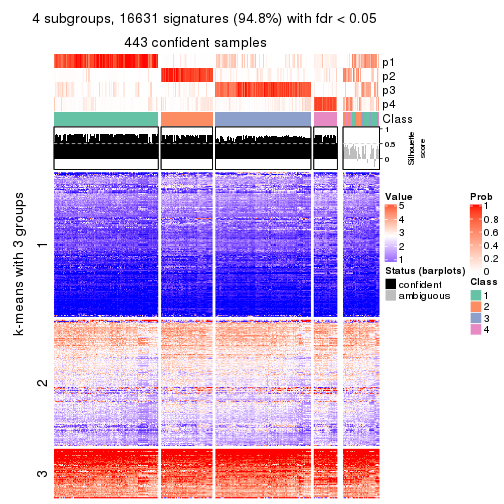 4 subgroups, 16631 signatures (94.8%) with fdr < 0.05
443 confident samples
p1
p2
p3
p4
Class
1
0.5
0
Silhouette
score
k-means with 3 groups
1
2
3
Value
5
4
3
2
1
Status (barplots)
confident
ambiguous
Prob
1
0.8
0.6
0.4
0.2
0
Class
1
2
3
4